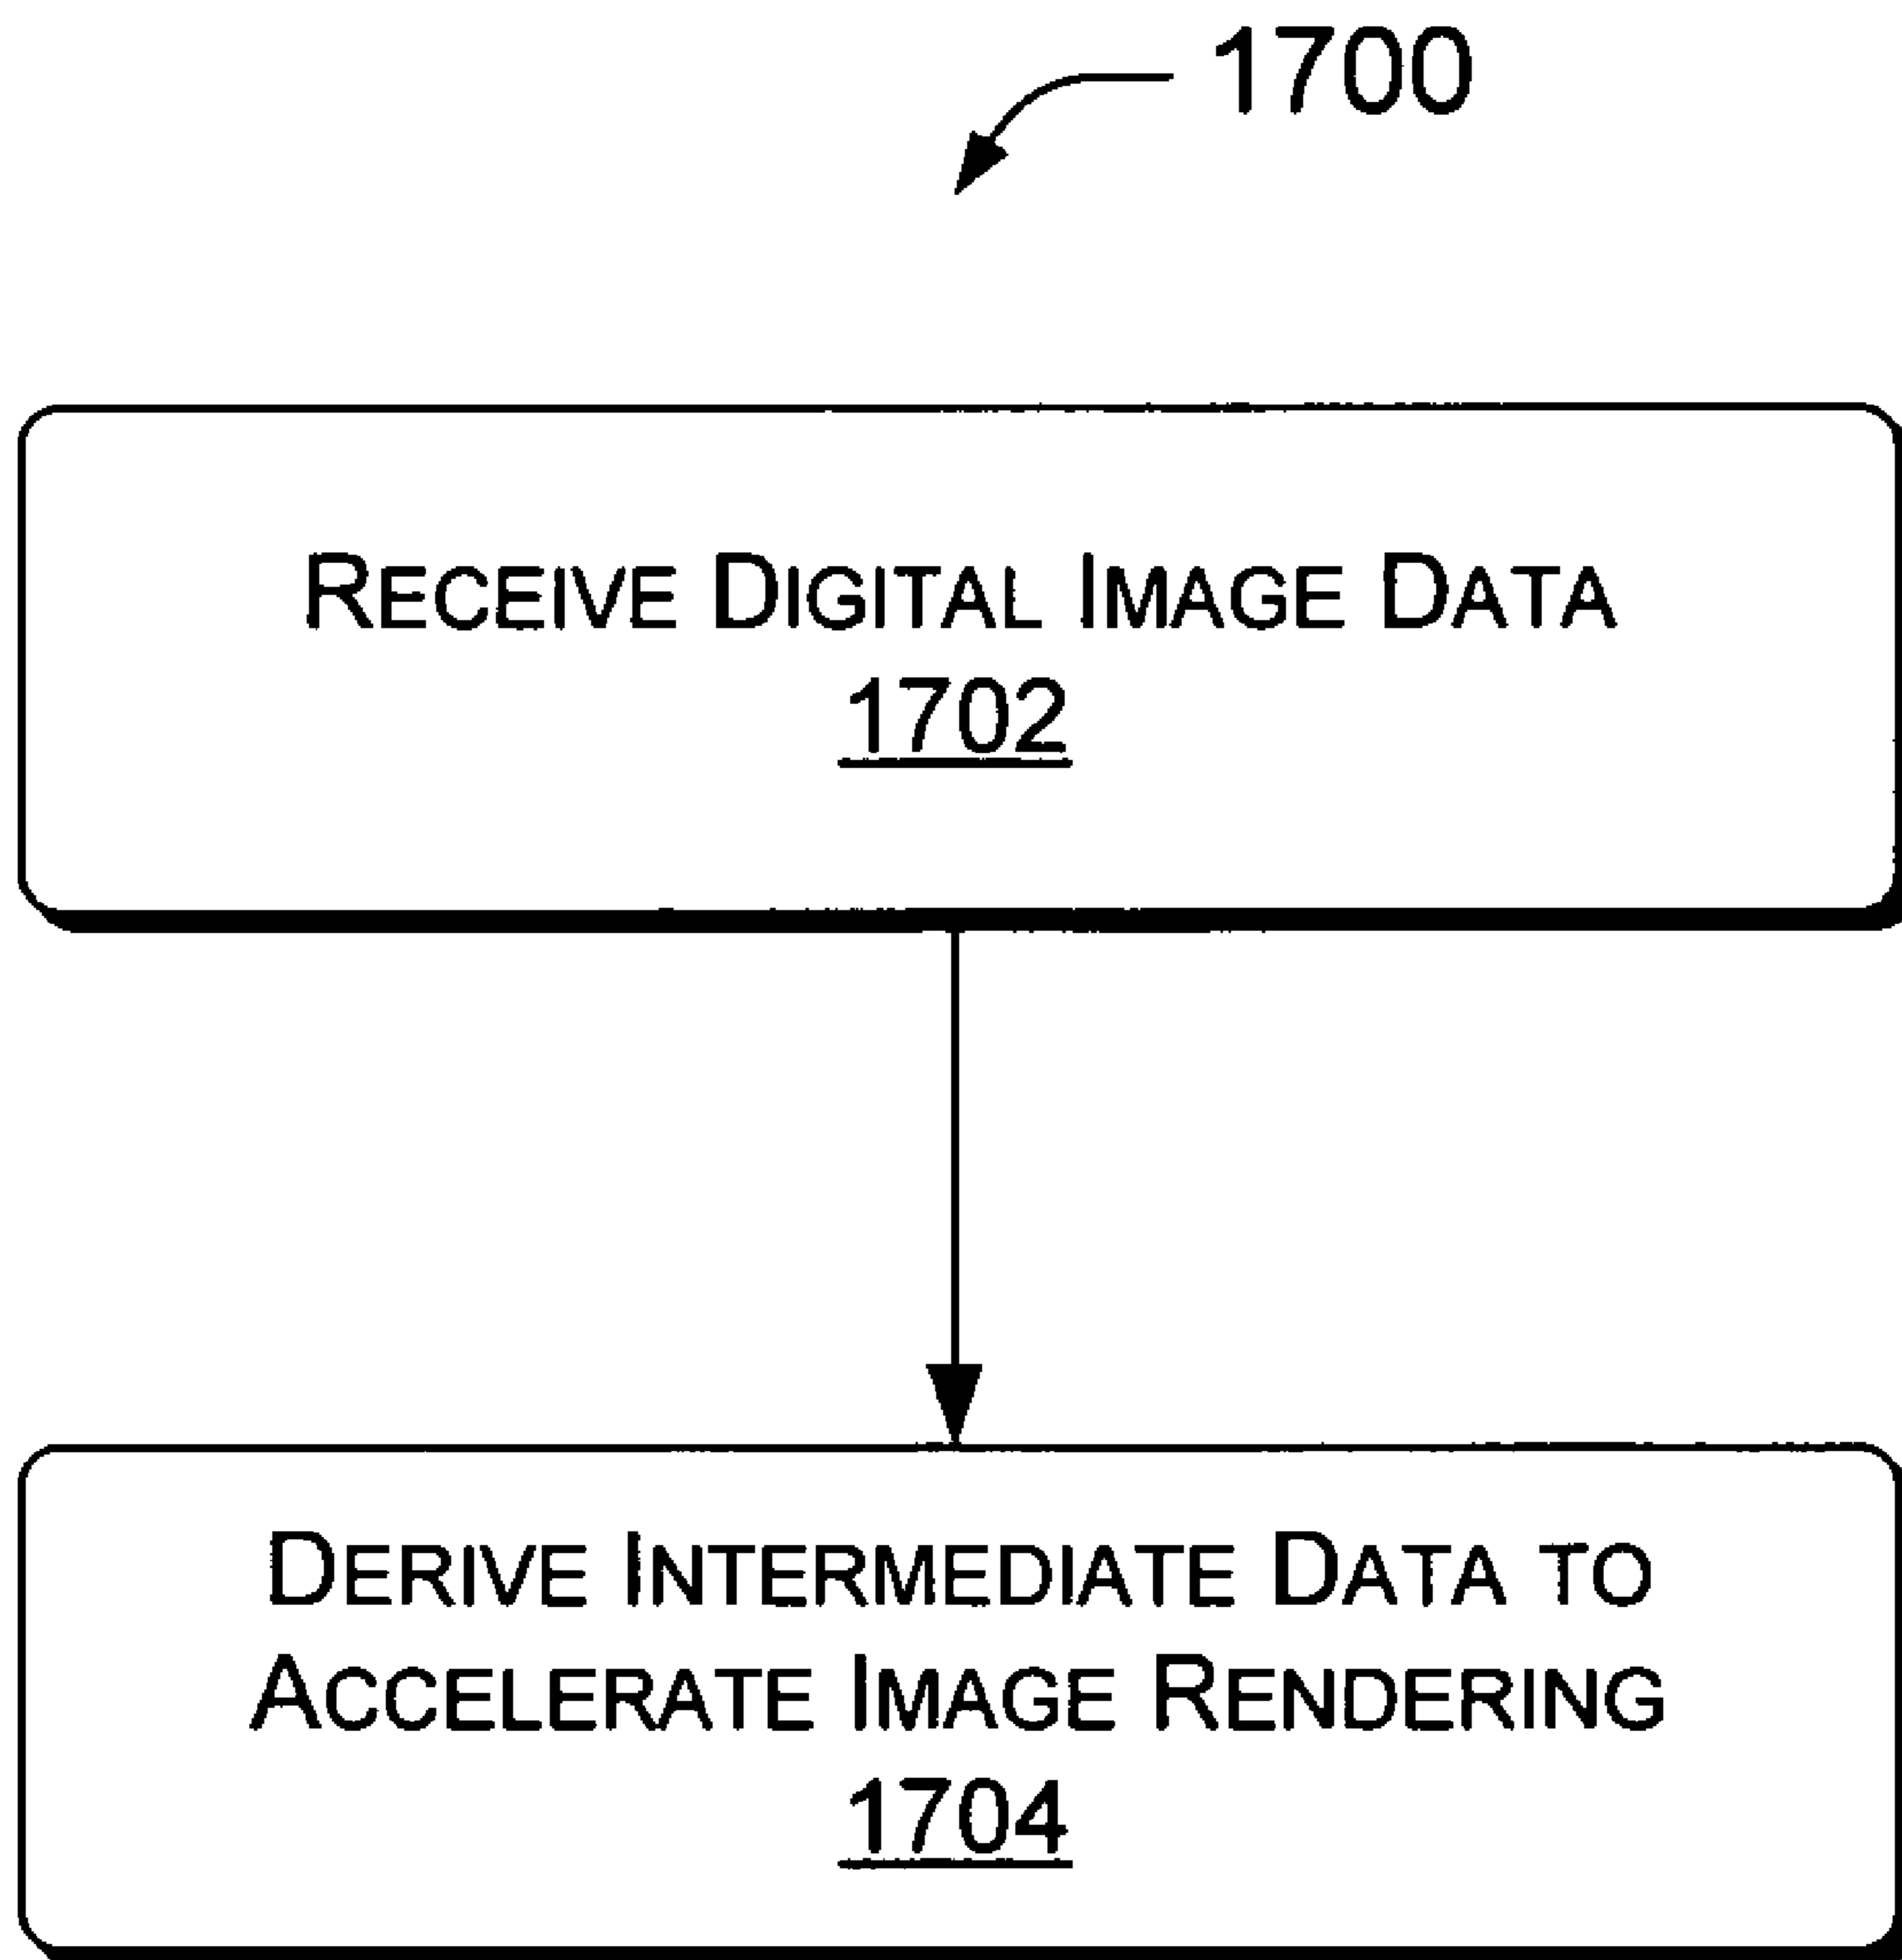 1700
RECEIVE DIGITAL IMAGE DATA
1702
DERIVE INTERMEDIATE DATA TO
ACCELERATE IMAGE RENDERING
1704